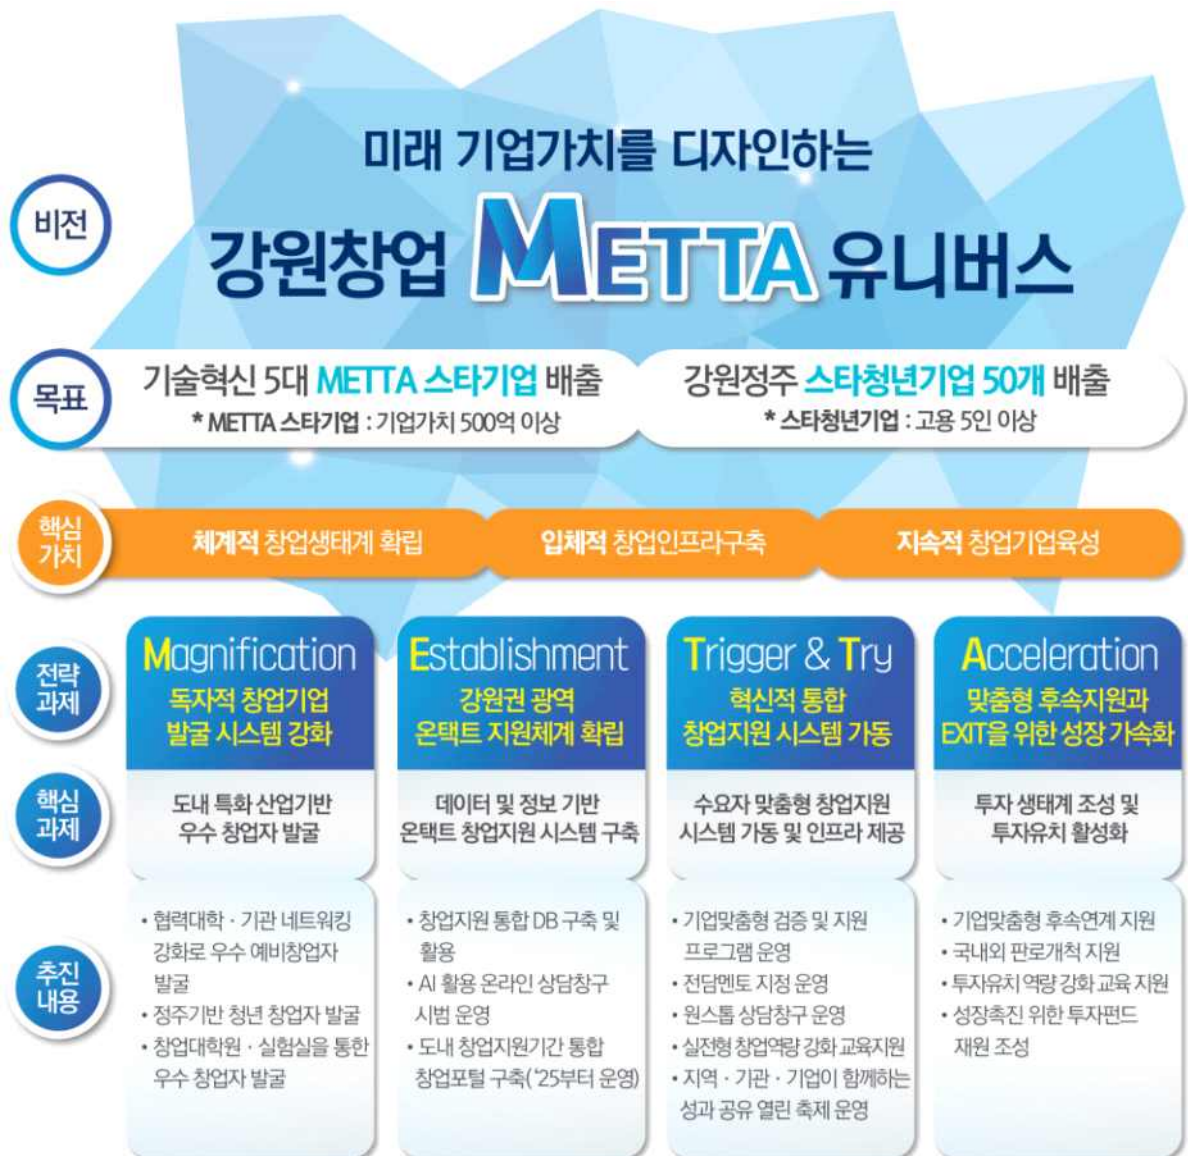 미래 기업가치를 디자인하는
비전
강원창업 METTA 유니버스
목표
기술혁신 5대 METTA 스타기업 배출
* METTA 스타기업 : 기업가치 500억 이상
강원정주 스타청년기업 50개 배출
* 스타청년기업 : 고용 5인 이상
핵심
가치
체계적 창업생태계 확립
입체적 창업인프라구축
지속적 창업기업육성
전략
과제
Magnification
독자적 창업기업
발굴 시스템 강화
Establishment
강원권 광역
온택트 지원체계 확립
Trigger & Try
혁신적 통합
창업지원 시스템 가동
Acceleration
맞춤형 후속지원과
EXIT을 위한 성장 가속화
핵심
과제
도내 특화 산업기반
우수 창업자 발굴
데이터 및 정보 기반
온택트 창업지원 시스템 구축
수요자 맞춤형 창업지원
시스템 가동 및 인프라 제공
투자 생태계 조성 및
투자유치 활성화
추진
내용
• 협력대학 · 기관 네트워킹
강화로 우수 예비창업자
발굴
• 정주기반 청년 창업자 발굴
• 창업대학원 · 실험실을 통한
우수 창업자 발굴
• 창업지원 통합 DB 구축 및
활용
• AI 활용 온라인 상담창구
시범 운영
• 도내 창업지원기간 통합
창업포털 구축('25부터 운영)
• 기업맞춤형 검증 및 지원
프로그램 운영
• 전담멘토 지정 운영
• 원스톱 상담창구 운영
• 실전형 창업역량 강화 교육지원
• 지역 · 기관 · 기업이 함께하는
성과 공유 열린 축제 운영
• 기업맞춤형 후속연계 지원
• 국내외 판로개척 지원
• 투자유치 역량 강화 교육 지원
• 성장촉진 위한 투자펀드
재원 조성